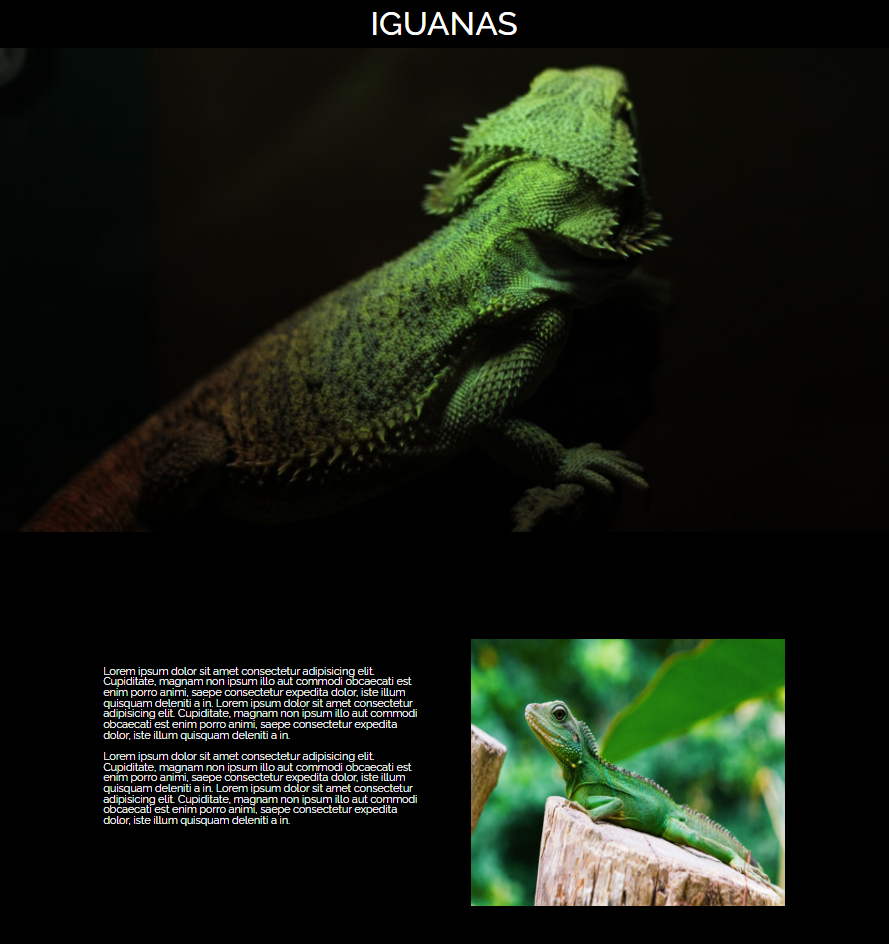 IGUANAS
Lorem ipsum dolor sit amet consectetur adipisicing elit.
Cupiditate, magnam non ipsum illo aut commodi obcaecati est
enim porro animi, saepe consectetur expedita dolor, iste illum
quisquam deleniti a in. Lorem ipsum dolor sit amet consectetur
adipisicing elit. Cupiditate, magnam non ipsum illo aut commodi
obcaecati est enim porro animi, saepe consectetur expedita
dolor, iste illum quisquam deleniti a in.
Lorem ipsum dolor sit amet consectetur adipisicing elit.
Cupiditate, magnam non ipsum illo aut commodi obcaecati est
enim porro animi, saepe consectetur expedita dolor, iste illum
quisquam deleniti a in. Lorem ipsum dolor sit amet consectetur
adipisicing elit. Cupiditate, magnam non ipsum illo aut commodi
obcaecati est enim porro animi, saepe consectetur expedita
dolor, iste illum quisquam deleniti a in.